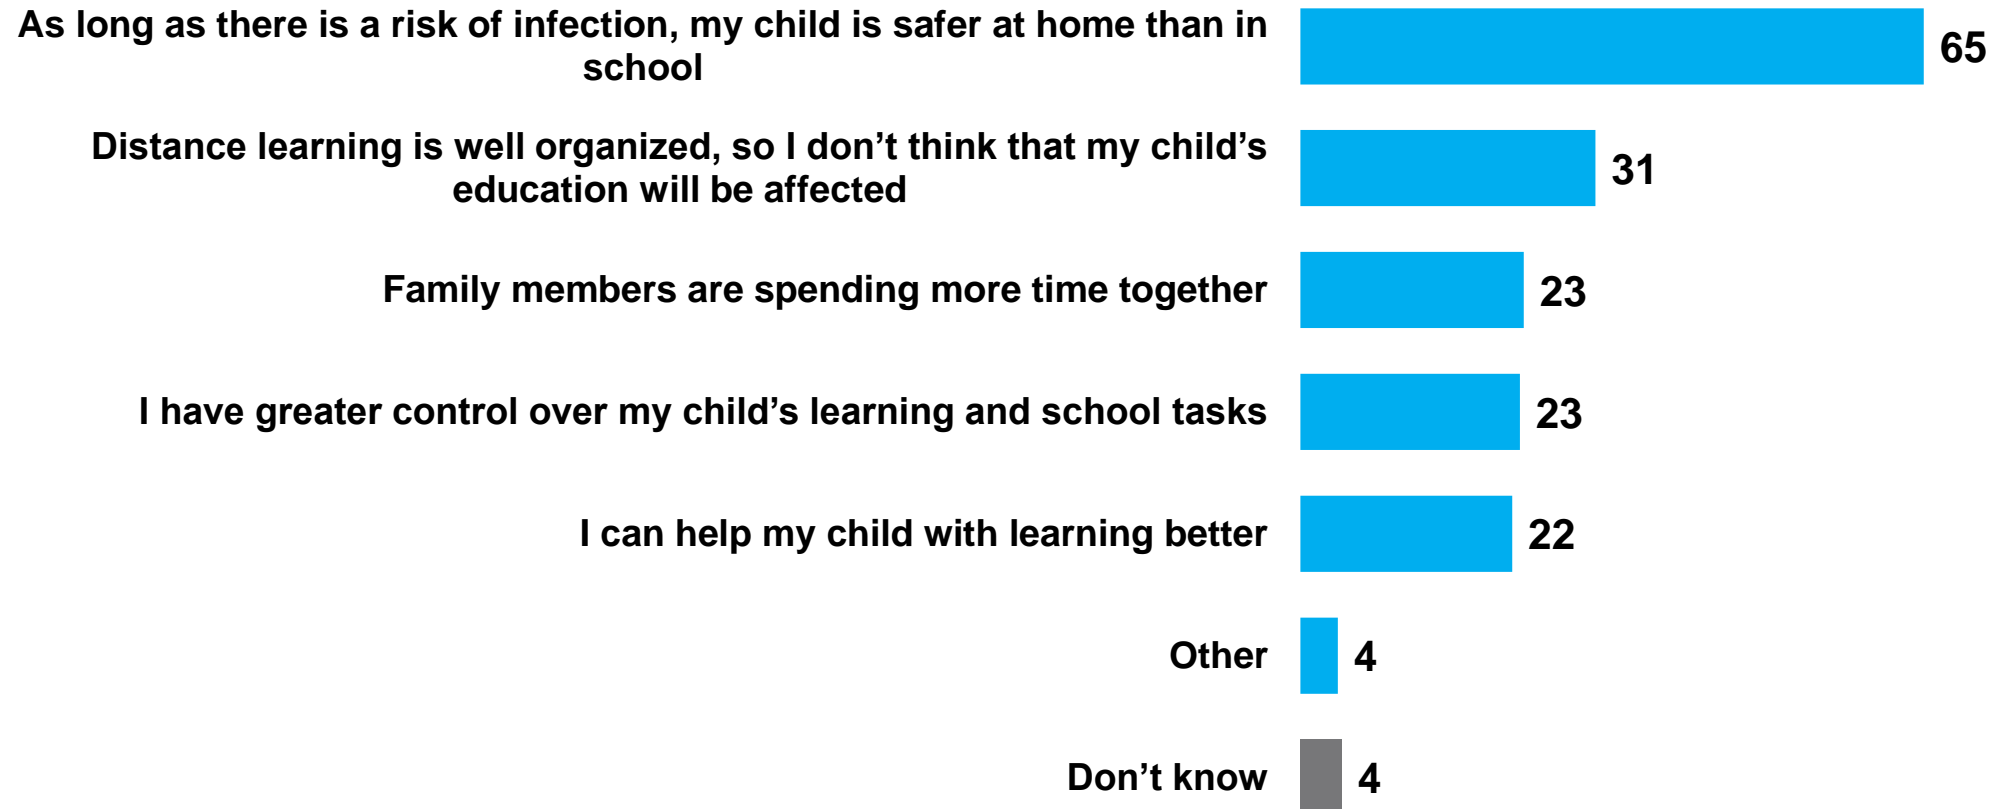 As long as there is a risk of infection, my child is safer at home than in
school
65
Distance learning is well organized, so I don’t think that my child’s
education will be affected
31
Family members are spending more time together
23
I have greater control over my child’s learning and school tasks
23
I can help my child with learning better
22
Other
4
Don’t know
4